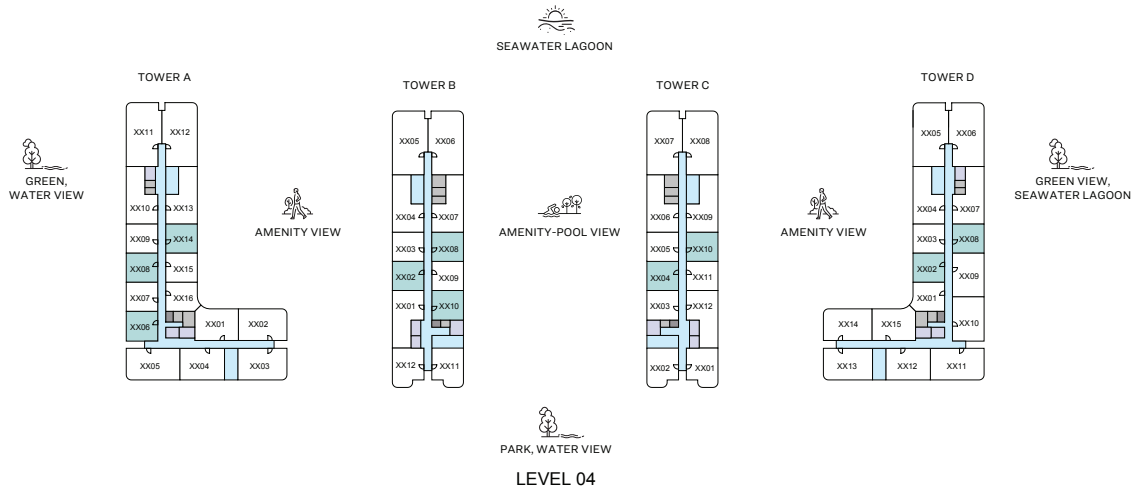 SEAWATER LAGOON
TOWER A
TOWER B
TOWER C
TOWER D
XX11 XX12
XX10 XX13
XX09 XX14
XX08 XX15
XX07 XX16
XX06
XX01 XX02
XX05 XX04 XX03
XX05 XX06
XX04 XX07
XX03 XX08
XX02 XX09
XX01 XX10
XX12 XX11
XX07 XX08
XX06 XX09
XX05 XX10
XX04 XX11
XX03 XX12
XX02 XX01
XX05 XX06
XX04 XX07
XX03 XX08
XX02 XX09
XX01 XX10
XX14 XX15
XX13 XX12 XX11
GREEN,
WATER VIEW
AMENITY VIEW
AMENITY-POOL VIEW
AMENITY VIEW
GREEN VIEW,
SEAWATER LAGOON
PARK, WATER VIEW
LEVEL 04